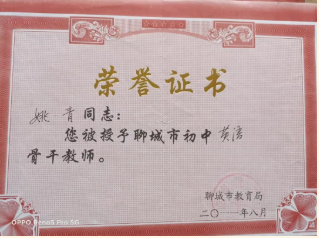 荣誉证书
姚青同志：
您被授予聊城市初中英语
骨干教师。
聊城市教育局
二〇一一年八月
OPPO Reno5 Pro 5G